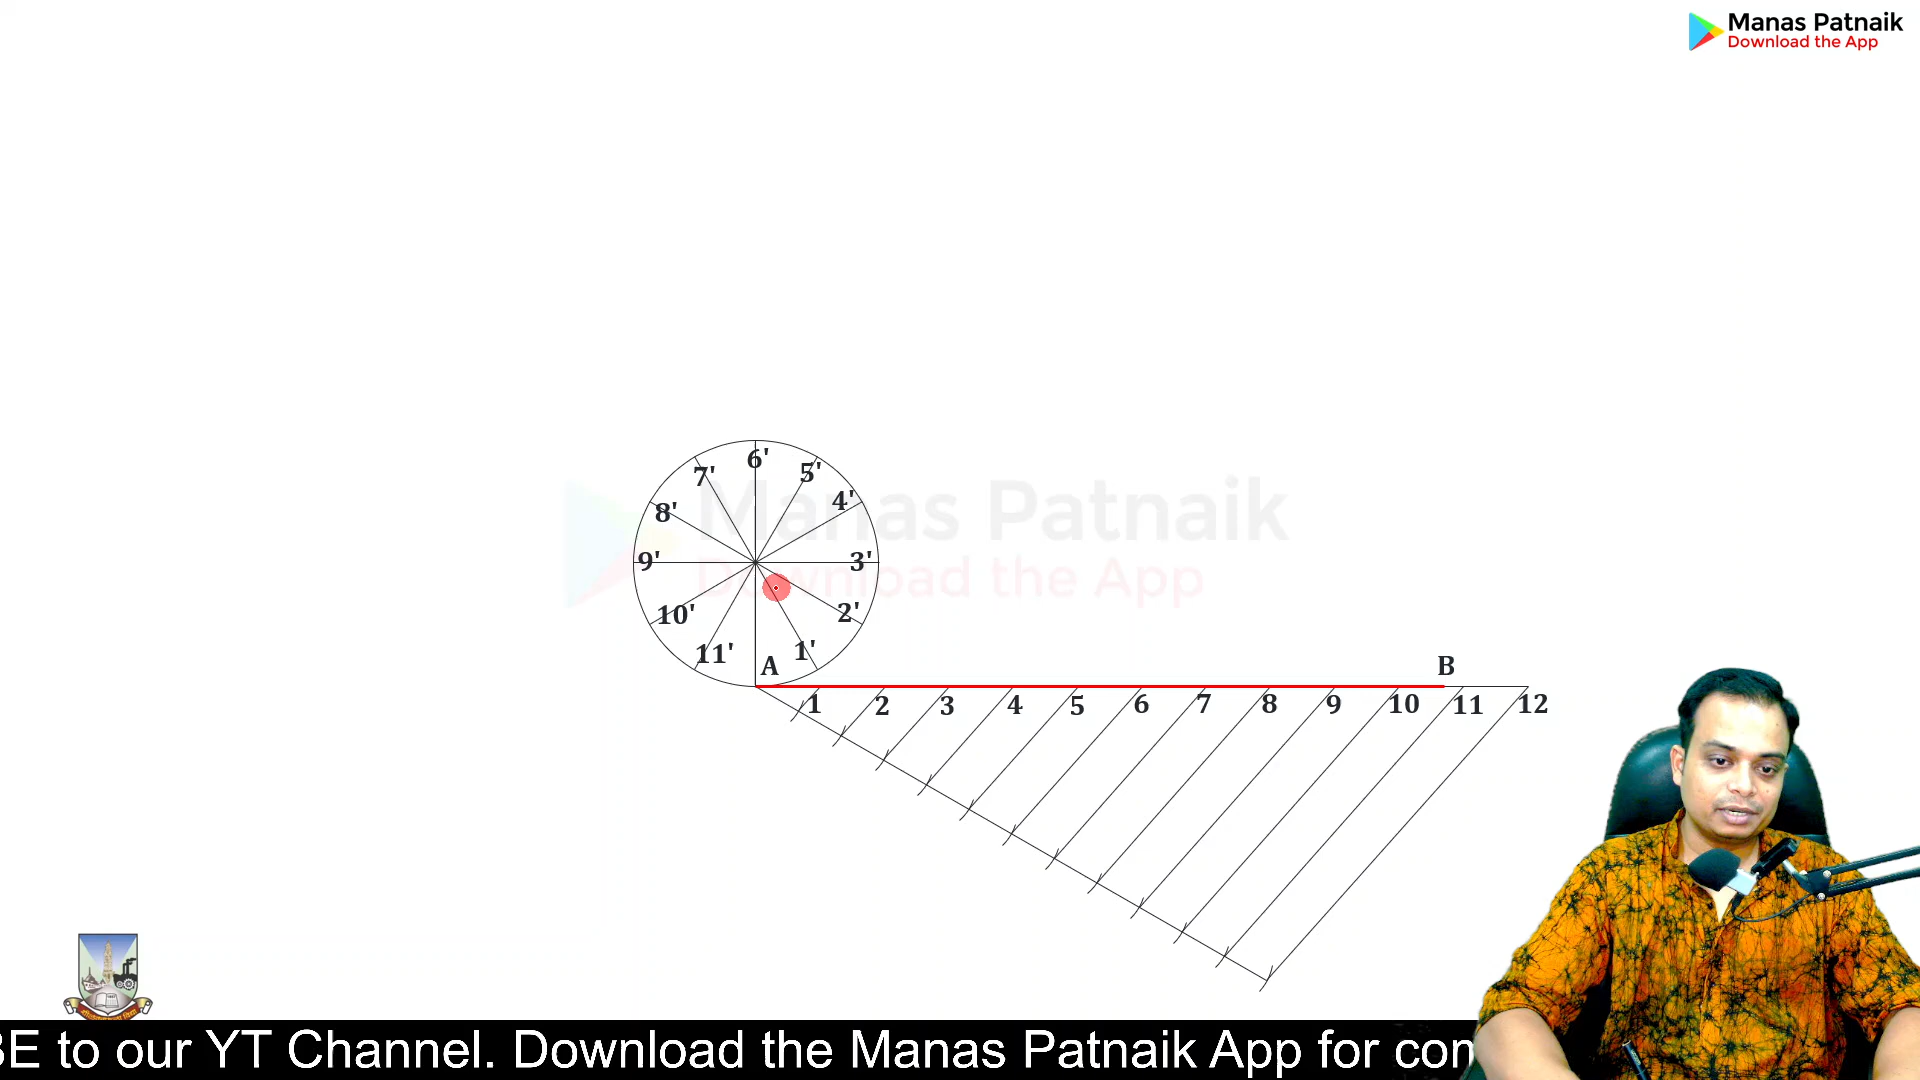 Manas Patnaik
Download the App
6'
7' 5'
8' 4'
9' 3'
10' 2'
11' 1'
Manas Patnaik
Download the App
A B
1 2 3 4 5 6 7 8 9 10 11 12
BE to our YT Channel. Download the Manas Patnaik App for con